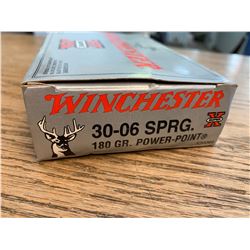 WINCHESTER
30-06 SPRG.
180 GR. POWER-POINT®
X